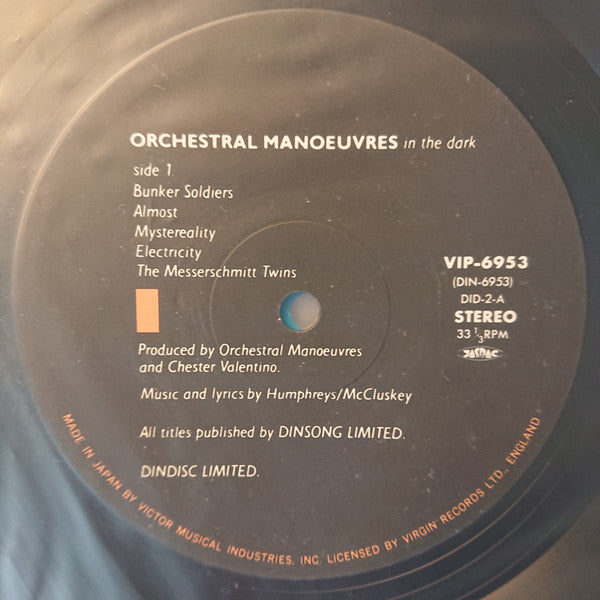 ORCHESTRAL MANOEUVRES in the dark
side 1
Bunker Soldiers
Almost
Mystereality
Electricity
The Messerschmitt Twins
VIP-6953
(DIN-6953)
DID-2-A
STEREO
33 1/3 RPM
JASRAC
Produced by Orchestral Manoeuvres
and Chester Valentino.
Music and lyrics by Humphreys/McCluskey
All titles published by DINSONG LIMITED.
DINDISC LIMITED.
MADE IN JAPAN BY VICTOR MUSICAL INDUSTRIES, INC. LICENSED BY VIRGIN RECORDS LTD., ENGLAND